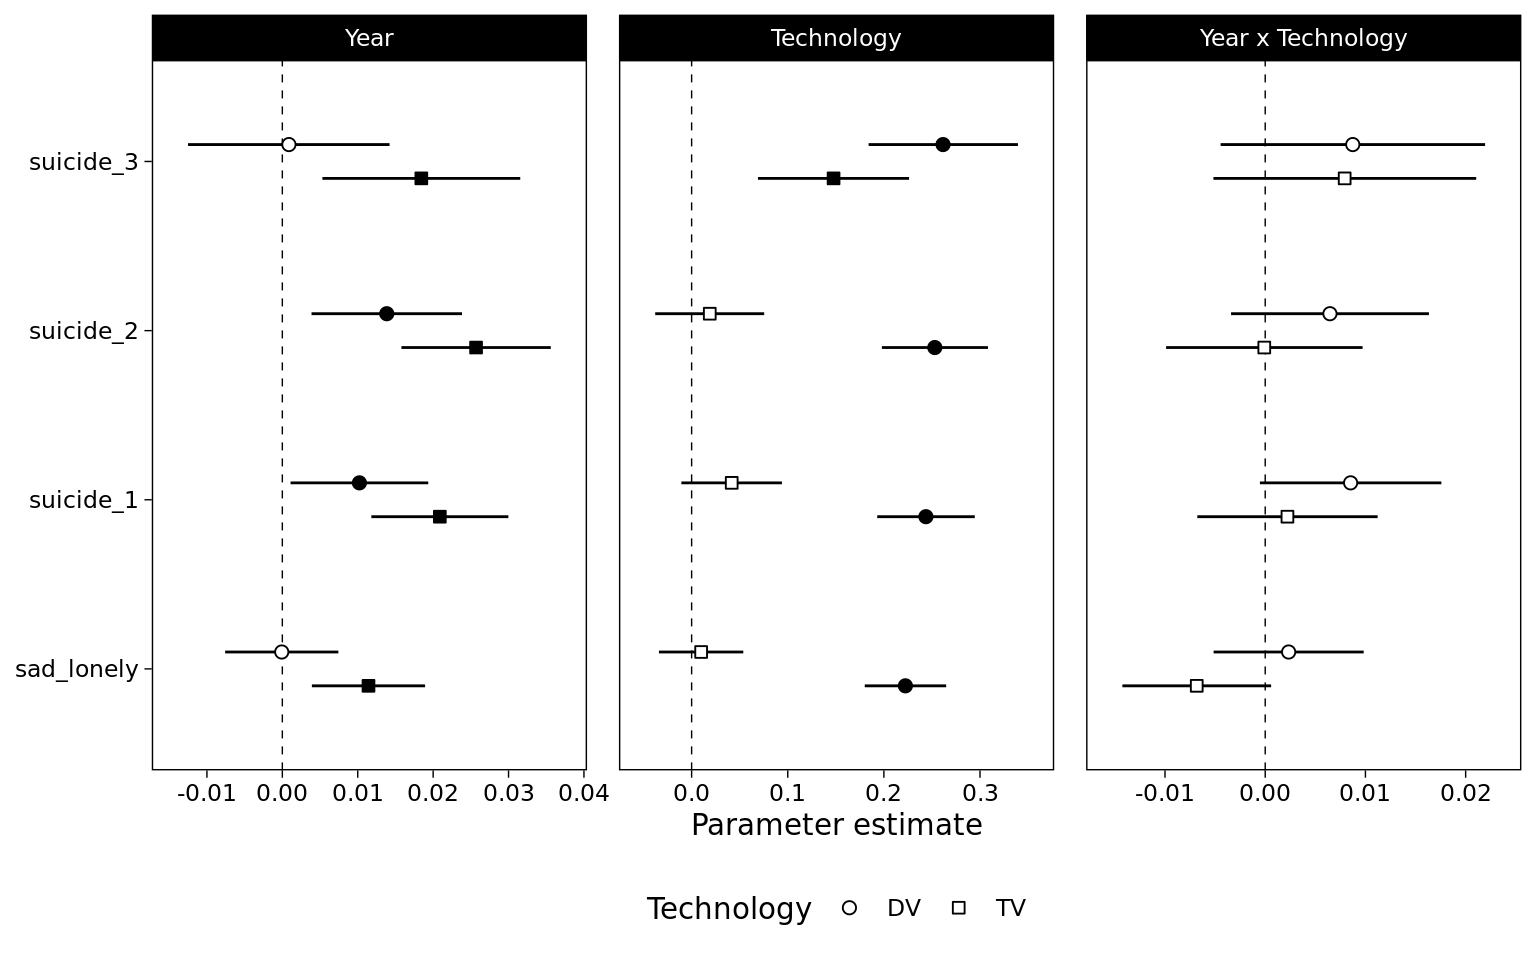 Year Technology Year x Technology
suicide_3
suicide_2
suicide_1
sad_lonely
-0.01 0.00 0.01 0.02 0.03 0.04 0.0 0.1 0.2 0.3 -0.01 0.00 0.01 0.02
Parameter estimate
Technology DV TV